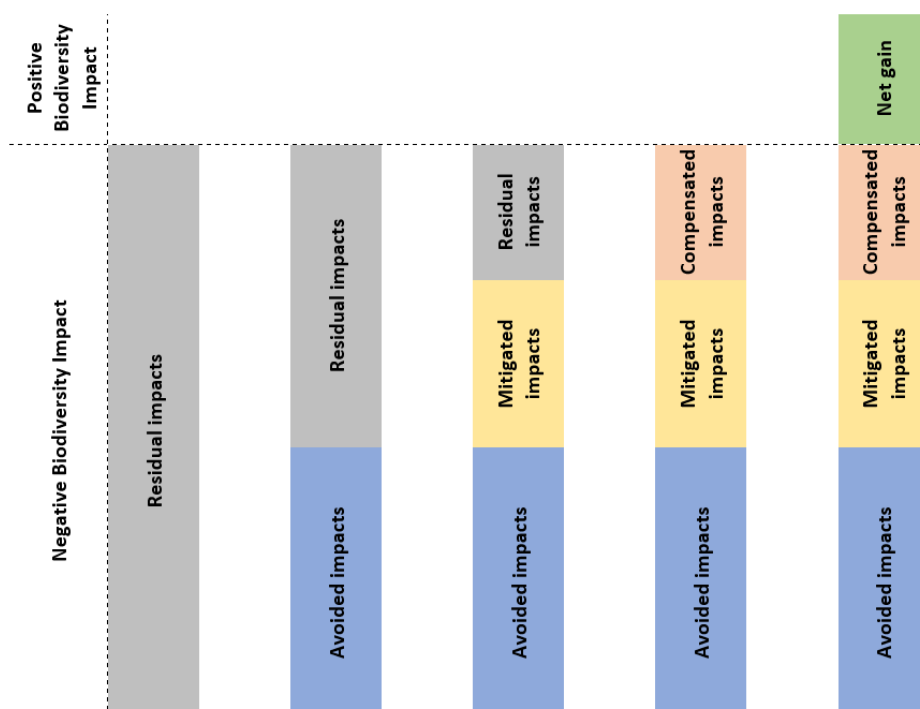 Positive
Biodiversity
Impact
Negative Biodiversity Impact
Residual impacts
Residual impacts
Avoided impacts
Residual
impacts
Mitigated
impacts
Avoided impacts
Compensated
impacts
Mitigated
impacts
Avoided impacts
Net gain
Compensated
impacts
Mitigated
impacts
Avoided impacts